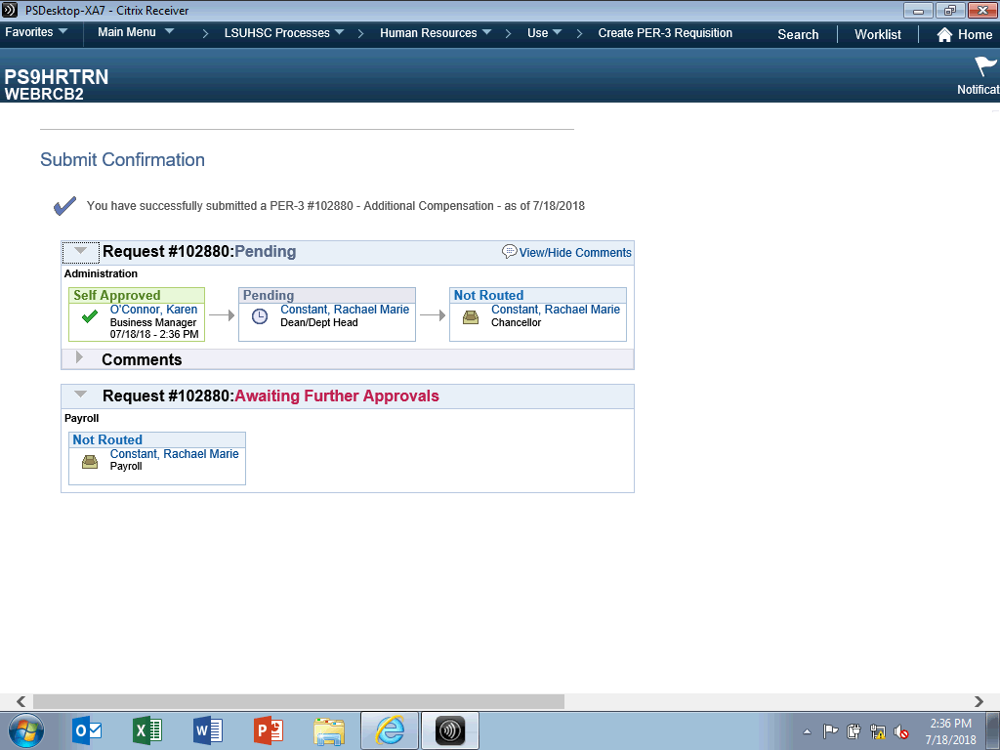 PSDesktop-XA7 - Citrix Receiver
Favorites Main Menu LSUHSC Processes Human Resources Use Create PER-3 Requisition Search Worklist Home
PS9HRTRN
WEBRCB2
Notificat
Submit Confirmation
You have successfully submitted a PER-3 #102880 - Additional Compensation - as of 7/18/2018
Request #102880:Pending View/Hide Comments
Administration
Self Approved
O'Connor, Karen
Business Manager
07/18/18 - 2:36 PM
Pending
Constant, Rachael Marie
Dean/Dept Head
Not Routed
Constant, Rachael Marie
Chancellor
Comments
Request #102880:Awaiting Further Approvals
Payroll
Not Routed
Constant, Rachael Marie
Payroll
2:36 PM
7/18/2018